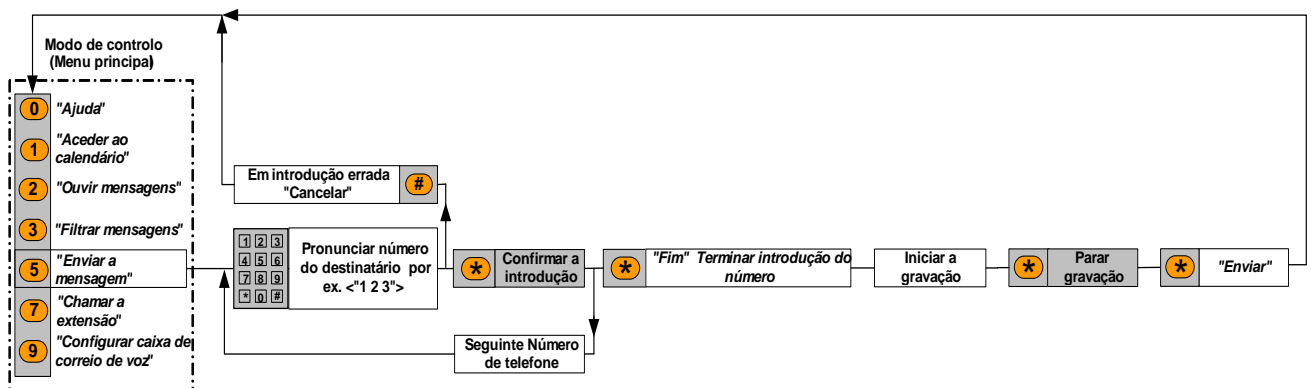 Modo de controlo
(Menu principal)
0 "Ajuda"
1 "Aceder ao
calendário"
2 "Ouvir mensagens"
3 "Filtrar mensagens"
5 "Enviar a
mensagem"
7 "Chamar a
extensão"
9 "Configurar caixa de
correio de voz"
Em introdução errada
"Cancelar"
#
1 2 3
4 5 6
7 8 9
* 0 #
Pronunciar número
do destinatário por
ex. <"1 2 3">
* Confirmar a
introdução
Seguinte Número
de telefone
* "Fim" Terminar introdução do
número
Iniciar a
gravação
* Parar
gravação
* "Enviar"